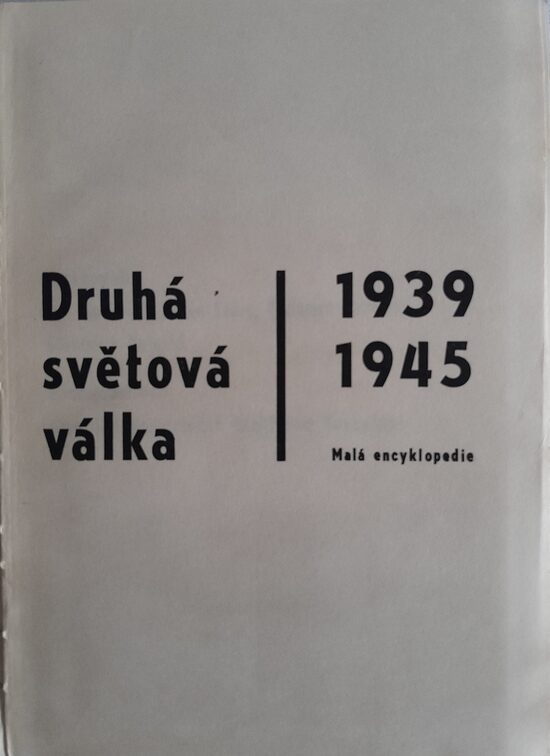 Druhá
světová
válka
1939
1945
Malá encyklopedie